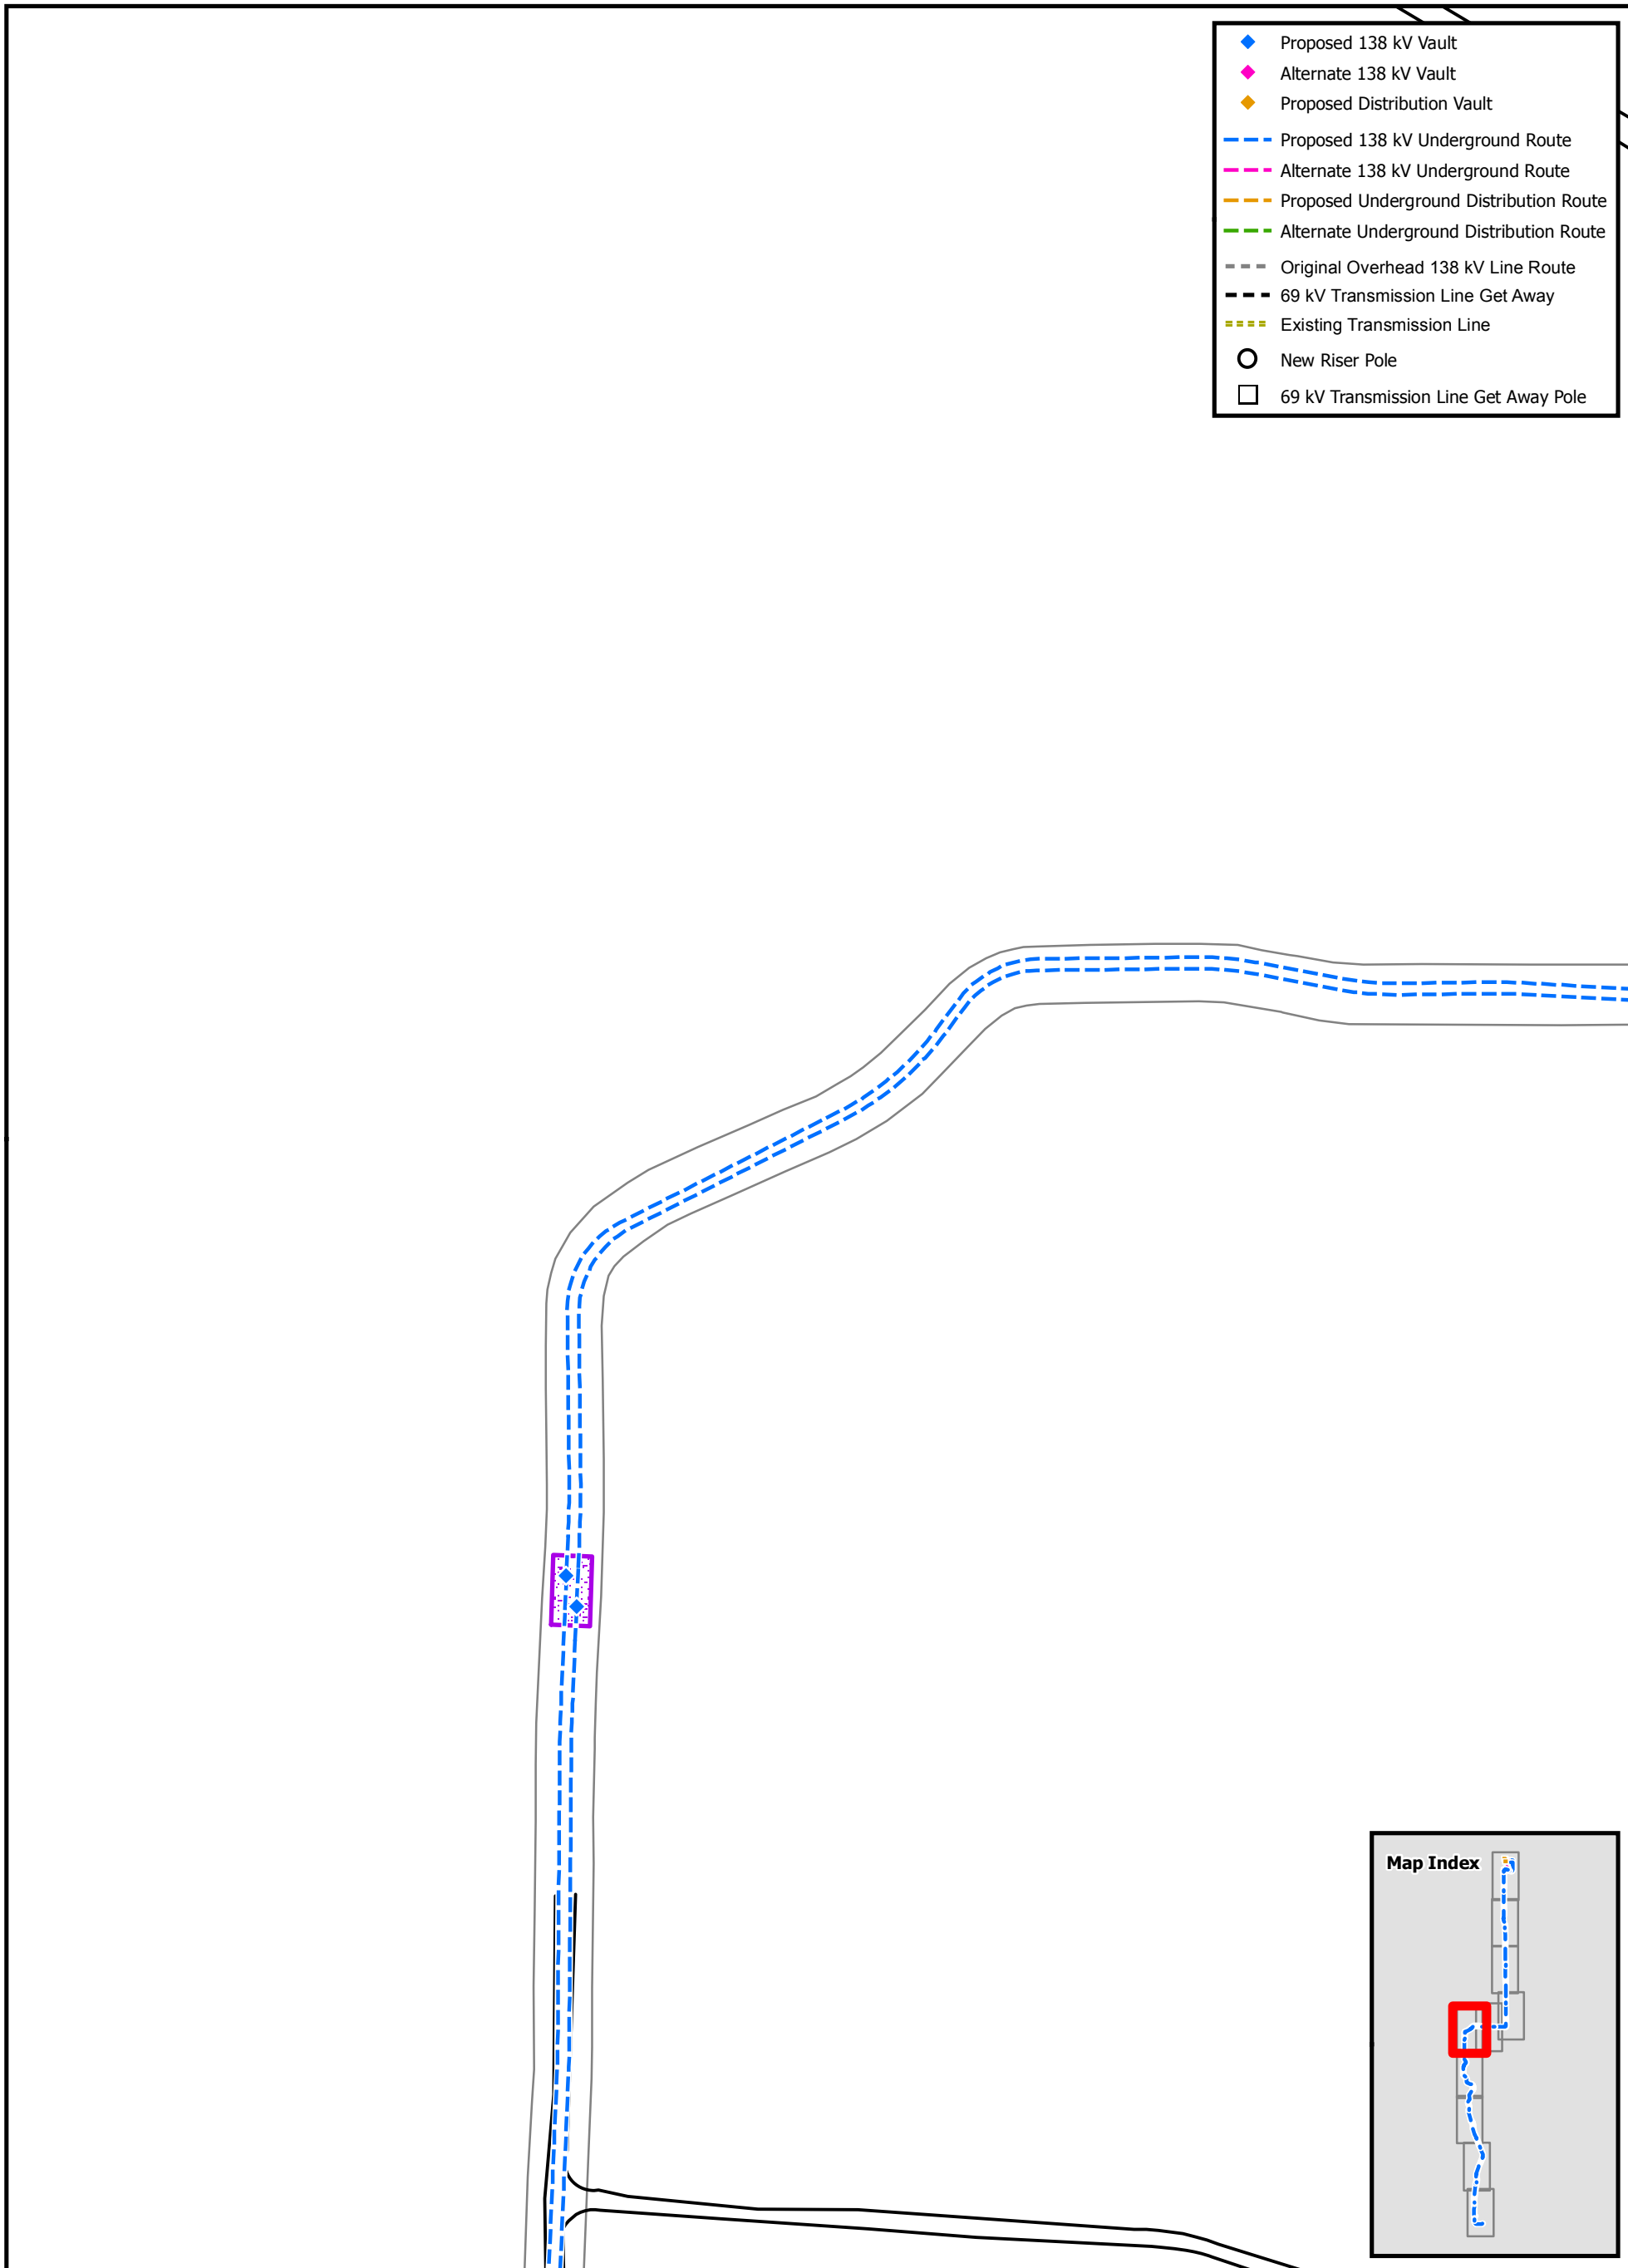 Proposed 138 kV Vault
Alternate 138 kV Vault
Proposed Distribution Vault
Proposed 138 kV Underground Route
Alternate 138 kV Underground Route
Proposed Underground Distribution Route
Alternate Underground Distribution Route
Original Overhead 138 kV Line Route
69 kV Transmission Line Get Away
Existing Transmission Line
New Riser Pole
69 kV Transmission Line Get Away Pole
Map Index